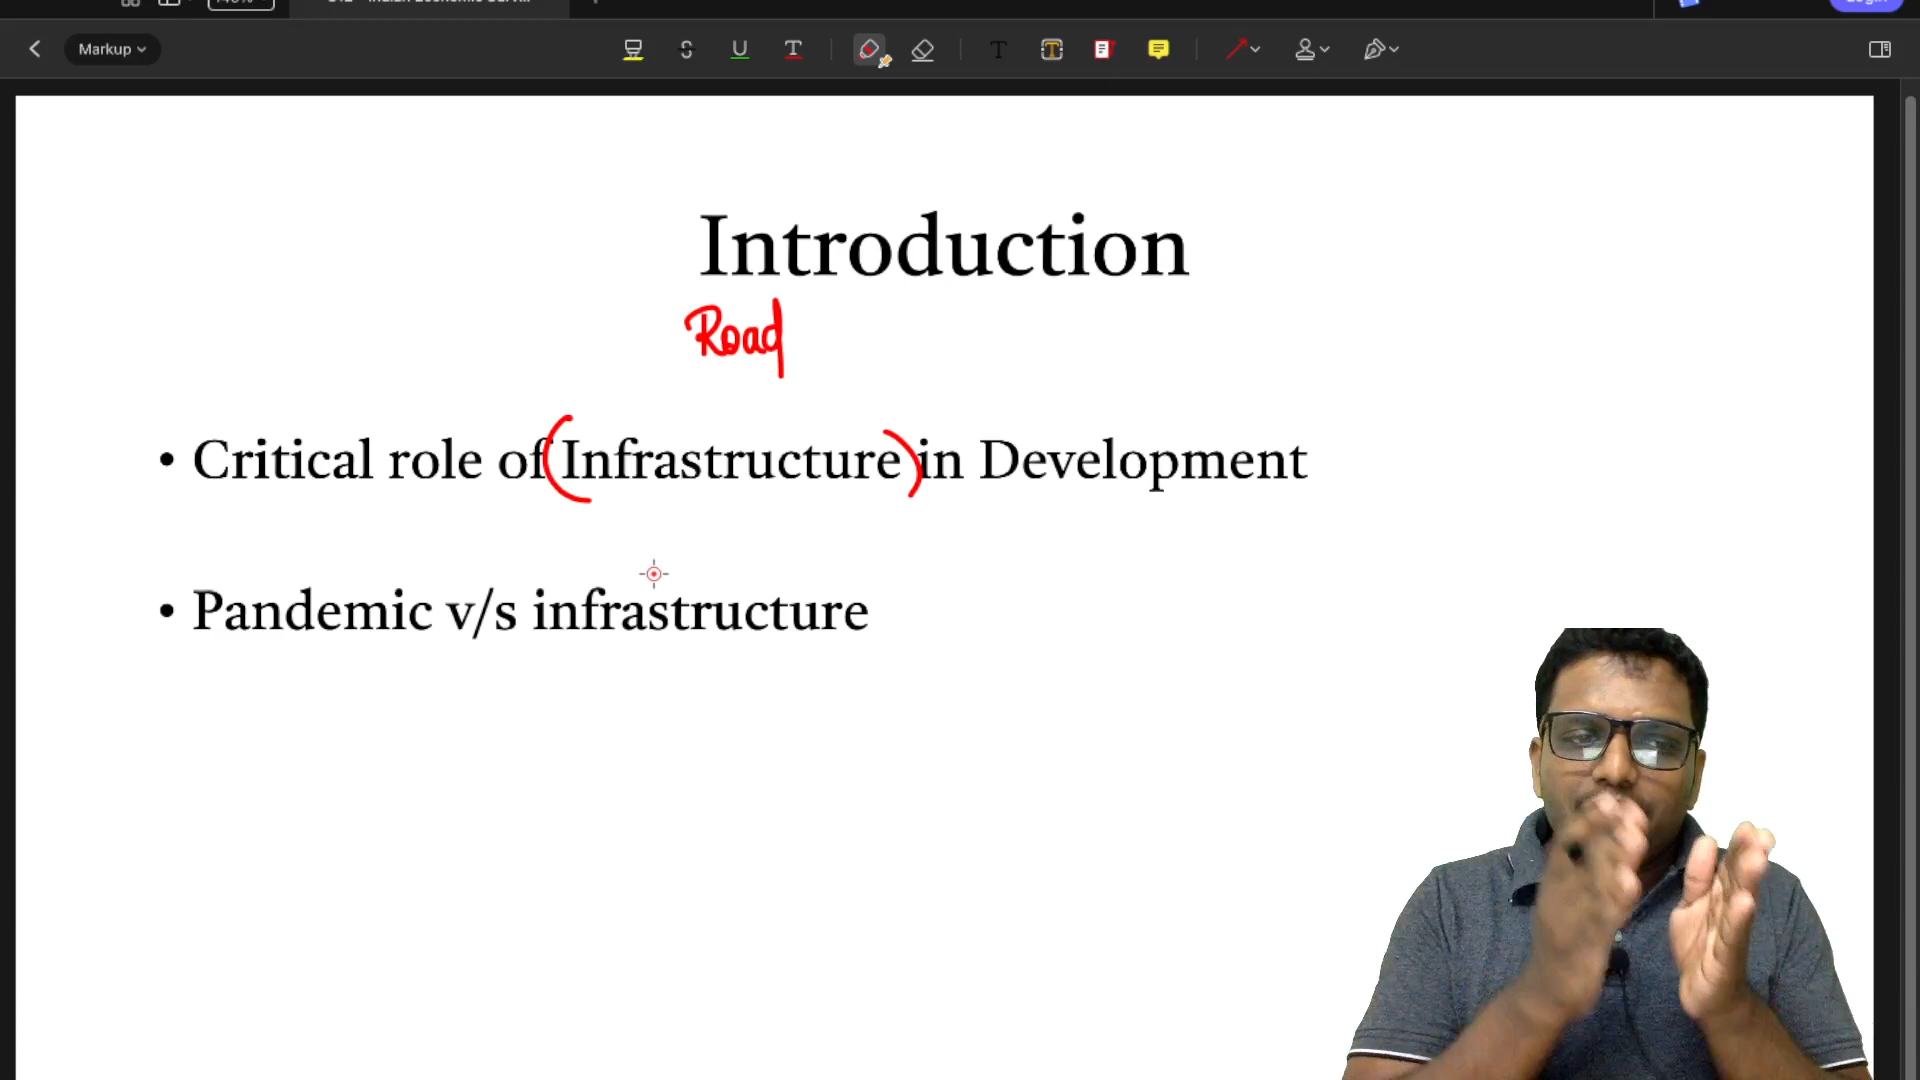 Markup
Introduction
Road
• Critical role of (Infrastructure) in Development
• Pandemic v/s infrastructure